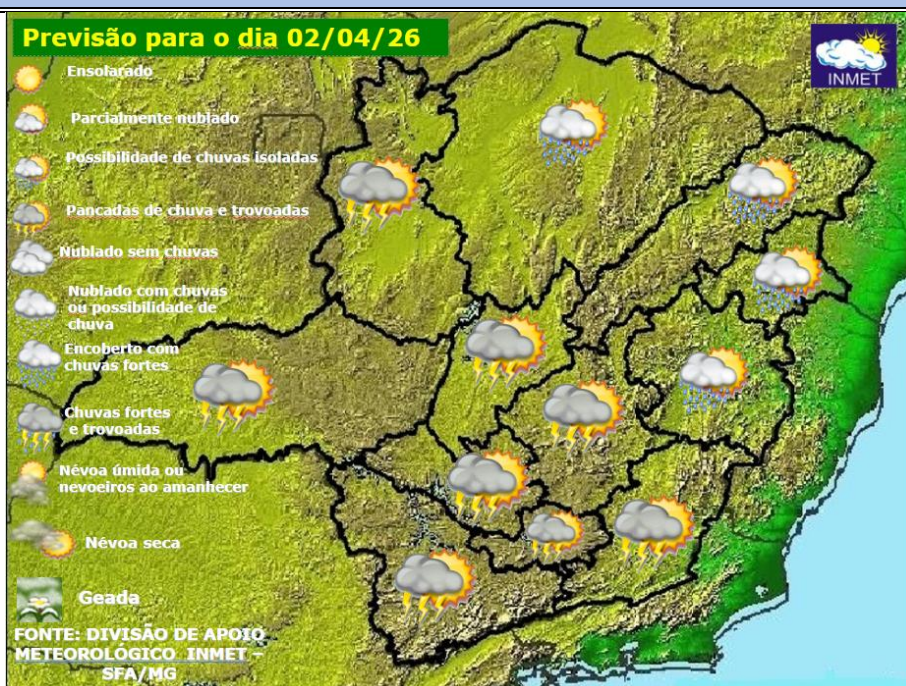 Previsão para o dia 02/04/26
INMET
Ensolarado
Parcialmente nublado
Possibilidade de chuvas isoladas
Pancadas de chuva e trovoadas
Nublado sem chuvas
Nublado com chuvas
ou possibilidade de
chuva
Encoberto com
chuvas fortes
Chuvas fortes
e trovoadas
Névoa úmida ou
nevoeiros ao amanhecer
Névoa seca
Geada
FONTE: DIVISÃO DE APOIO
METEOROLÓGICO INMET –
SFA/MG